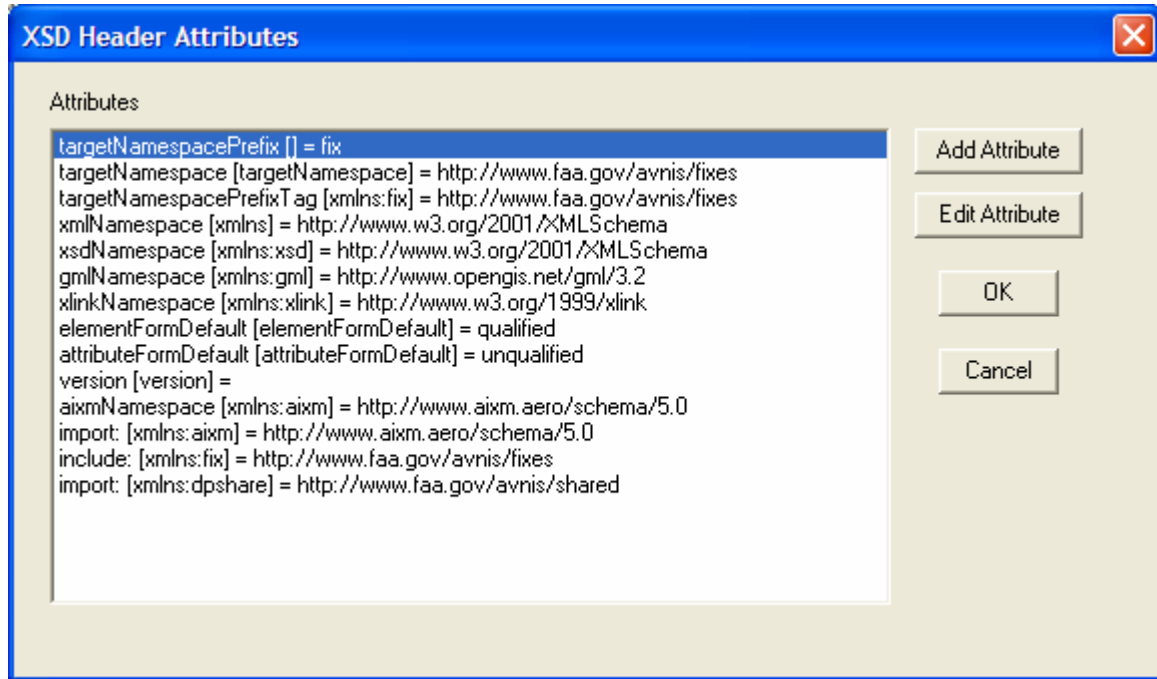 XSD Header Attributes
Attributes
targetNamespacePrefix [] = fix
targetNamespace [targetNamespace] = http://www.faa.gov/avnis/fixes
targetNamespacePrefixTag [xmlns:fix] = http://www.faa.gov/avnis/fixes
xmlNamespace [xmlns] = http://www.w3.org/2001/XMLSchema
xsdNamespace [xmlns:xsd] = http://www.w3.org/2001/XMLSchema
gmlNamespace [xmlns:gml] = http://www.opengis.net/gml/3.2
xlinkNamespace [xmlns:xlink] = http://www.w3.org/1999/xlink
elementFormDefault [elementFormDefault] = qualified
attributeFormDefault [attributeFormDefault] = unqualified
version [version] =
aixmNamespace [xmlns:aixm] = http://www.aixm.aero/schema/5.0
import: [xmlns:aixm] = http://www.aixm.aero/schema/5.0
include: [xmlns:fix] = http://www.faa.gov/avnis/fixes
import: [xmlns:dpshare] = http://www.faa.gov/avnis/shared
Add Attribute
Edit Attribute
OK
Cancel